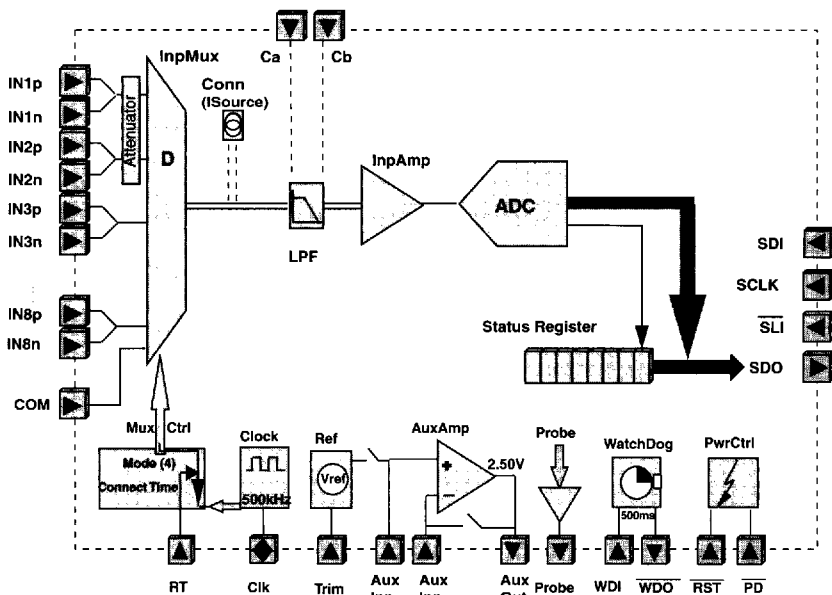 Ca
Cb
InpMux
IN1p
IN1n
IN2p
IN2n
IN3p
IN3n
IN8p
IN8n
COM
Attenuator
D
Conn
(ISource)
LPF
InpAmp
ADC
SDI
SCLK
SLI
SDO
Status Register
Mux Ctrl
Mode (4)
Connect Time
Clock
500kHz
Ref
Vref
AuxAmp
+
−
2.50V
Probe
WatchDog
500ms
PwrCtrl
RT
Clk
Trim
Aux
Aux
Aux
Probe
WDI
WDO
RST
PD